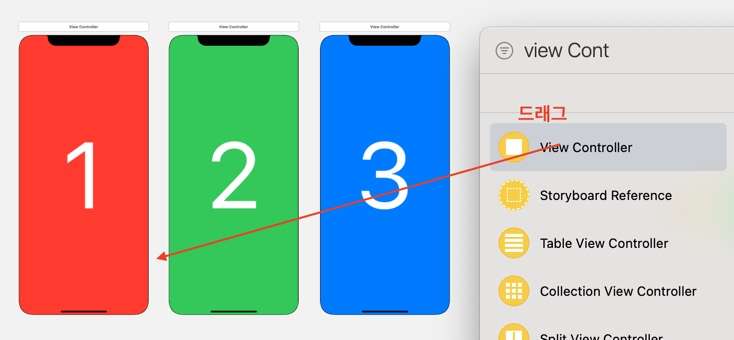 View Controller
View Controller
View Controller
1
2
3
view Cont
드래그
View Controller
Storyboard Reference
Table View Controller
Collection View Controller
Split View Controller